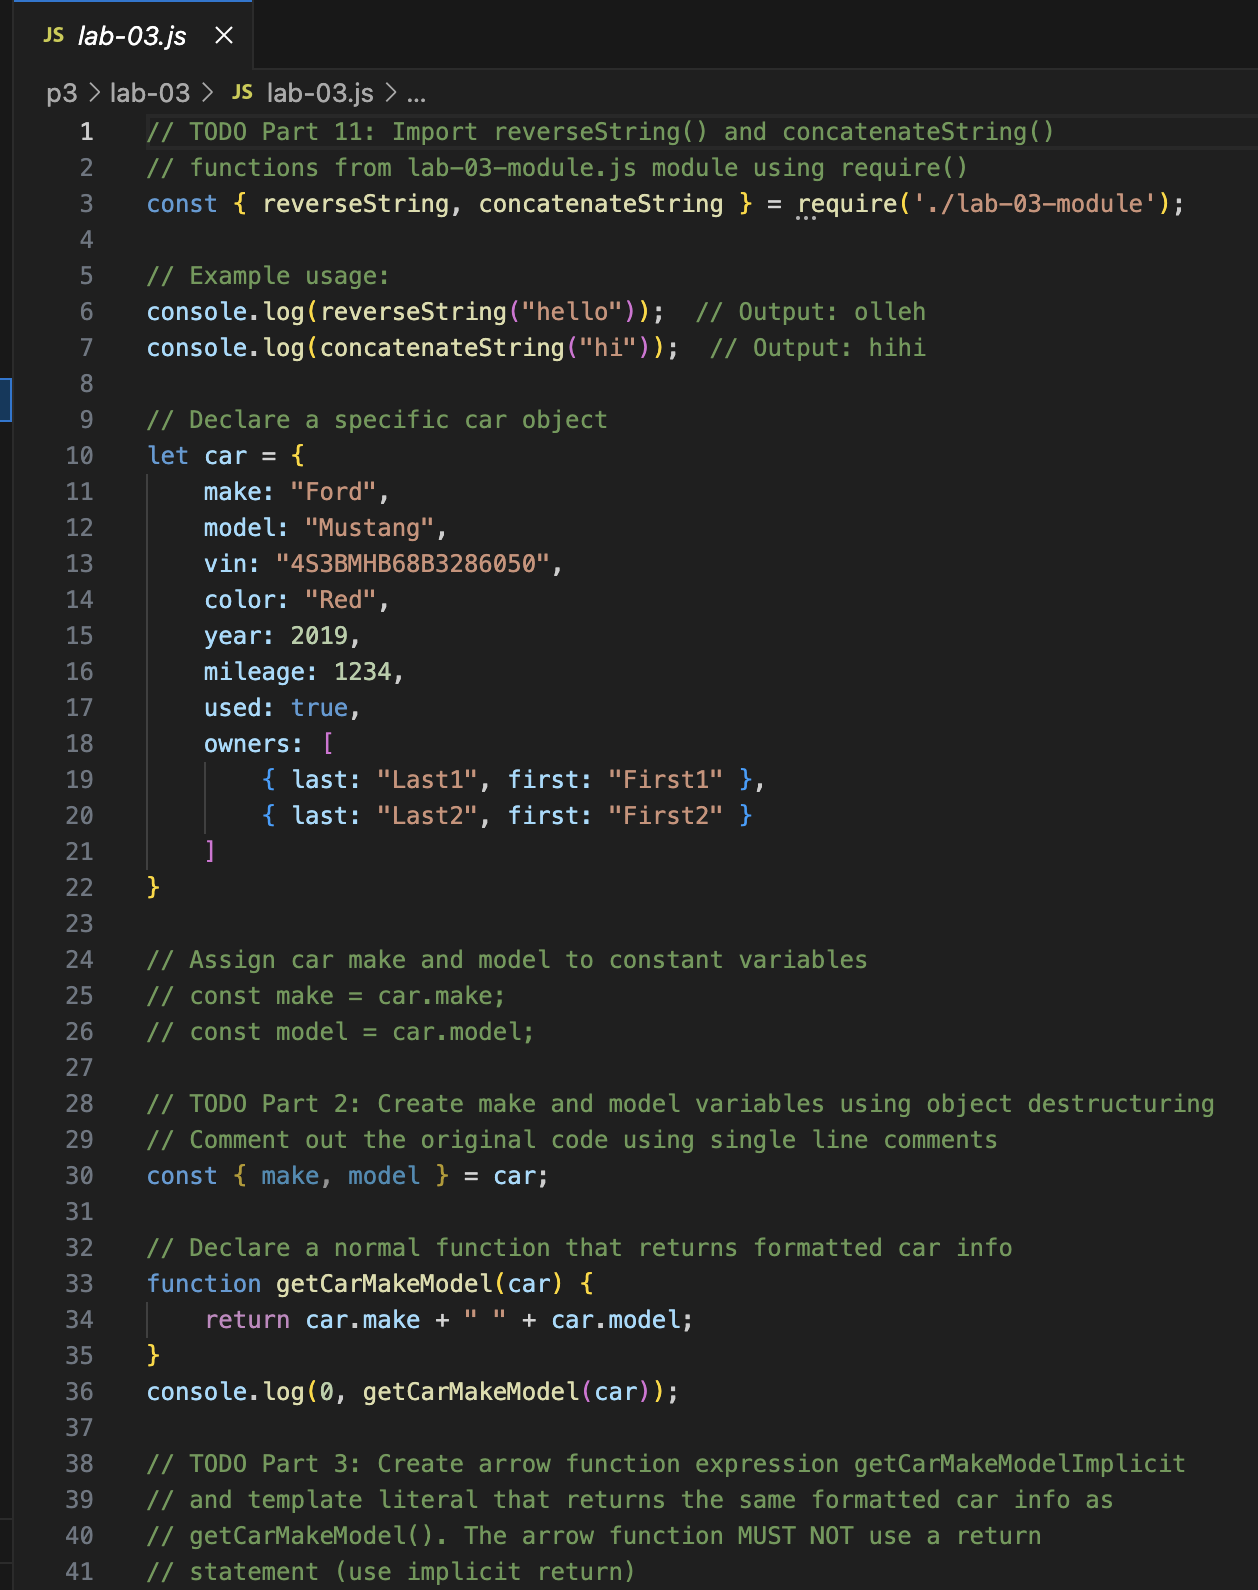 JS lab-03.js ×
p3 > lab-03 > JS lab-03.js > ...
1 // TODO Part 11: Import reverseString() and concatenateString()
2 // functions from lab-03-module.js module using require()
3 const { reverseString, concatenateString } = require('./lab-03-module');
4
5 // Example usage:
6 console.log(reverseString("hello"));  // Output: olleh
7 console.log(concatenateString("hi"));  // Output: hihi
8
9 // Declare a specific car object
10 let car = {
11     make: "Ford",
12     model: "Mustang",
13     vin: "4S3BMHB68B3286050",
14     color: "Red",
15     year: 2019,
16     mileage: 1234,
17     used: true,
18     owners: [
19         { last: "Last1", first: "First1" },
20         { last: "Last2", first: "First2" }
21     ]
22 }
23
24 // Assign car make and model to constant variables
25 // const make = car.make;
26 // const model = car.model;
27
28 // TODO Part 2: Create make and model variables using object destructuring
29 // Comment out the original code using single line comments
30 const { make, model } = car;
31
32 // Declare a normal function that returns formatted car info
33 function getCarMakeModel(car) {
34     return car.make + " " + car.model;
35 }
36 console.log(0, getCarMakeModel(car));
37
38 // TODO Part 3: Create arrow function expression getCarMakeModelImplicit
39 // and template literal that returns the same formatted car info as
40 // getCarMakeModel(). The arrow function MUST NOT use a return
41 // statement (use implicit return)